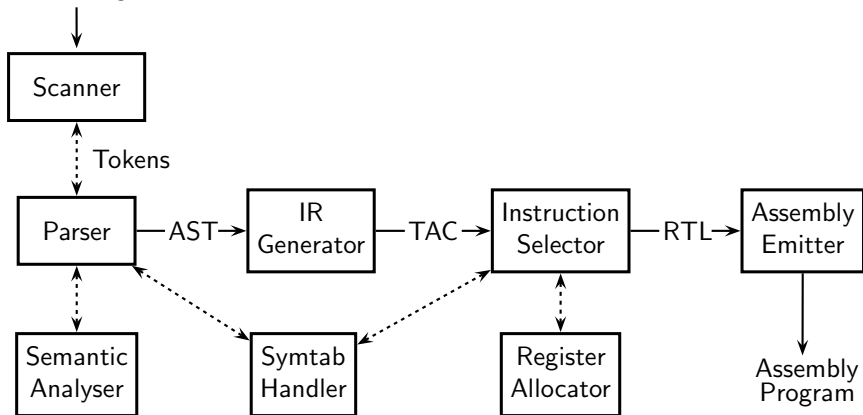 Scanner
Tokens
Parser
AST
IR
Generator
TAC
Instruction
Selector
RTL
Assembly
Emitter
Semantic
Analyser
Symtab
Handler
Register
Allocator
Assembly
Program